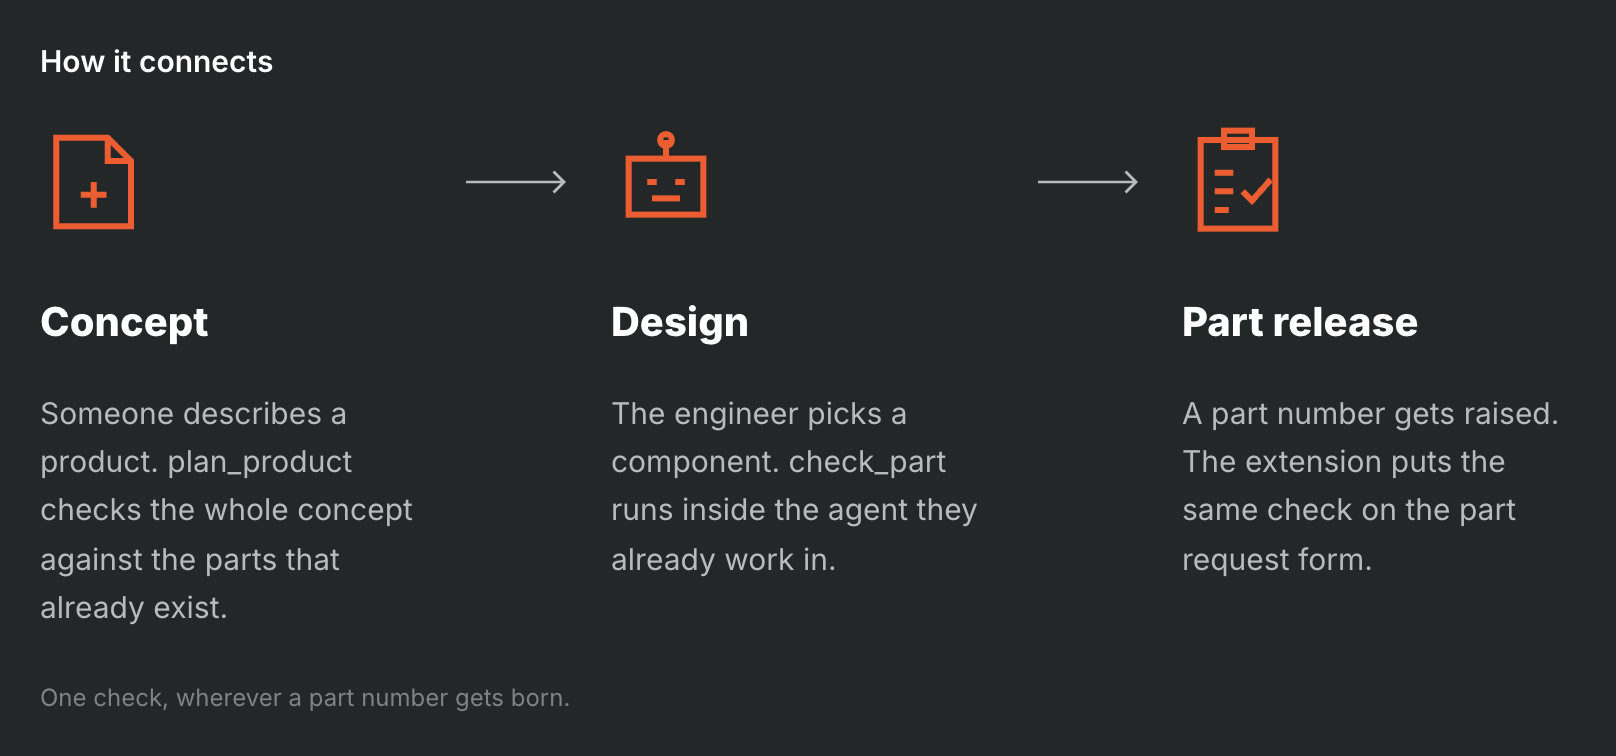 How it connects
Concept
Someone describes a
product. plan_product
checks the whole concept
against the parts that
already exist.
Design
The engineer picks a
component. check_part
runs inside the agent they
already work in.
Part release
A part number gets raised.
The extension puts the
same check on the part
request form.
One check, wherever a part number gets born.